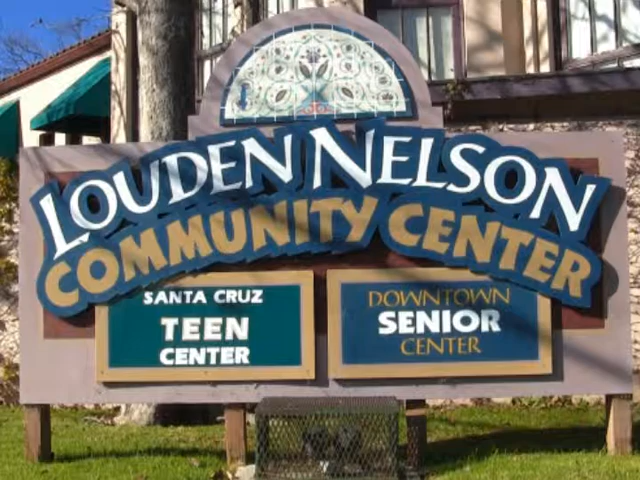 LOUDEN NELSON
COMMUNITY CENTER
SANTA CRUZ
TEEN
CENTER
DOWNTOWN
SENIOR
CENTER